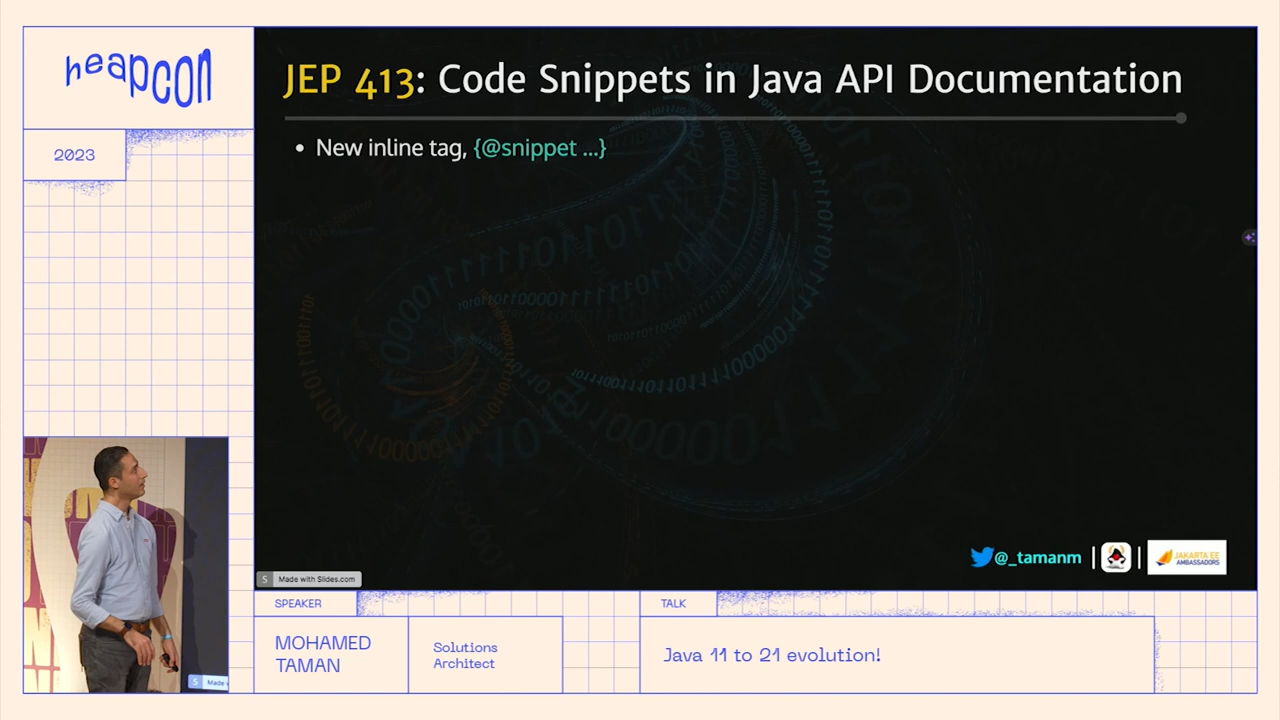 heapcon
2023
JEP 413: Code Snippets in Java API Documentation
• New inline tag, {@snippet ...}
@_tamanm
JAKARTA EE
AMBASSADORS
S Made with Slides.com
SPEAKER
MOHAMED
TAMAN
Solutions
Architect
TALK
Java 11 to 21 evolution!
S Made